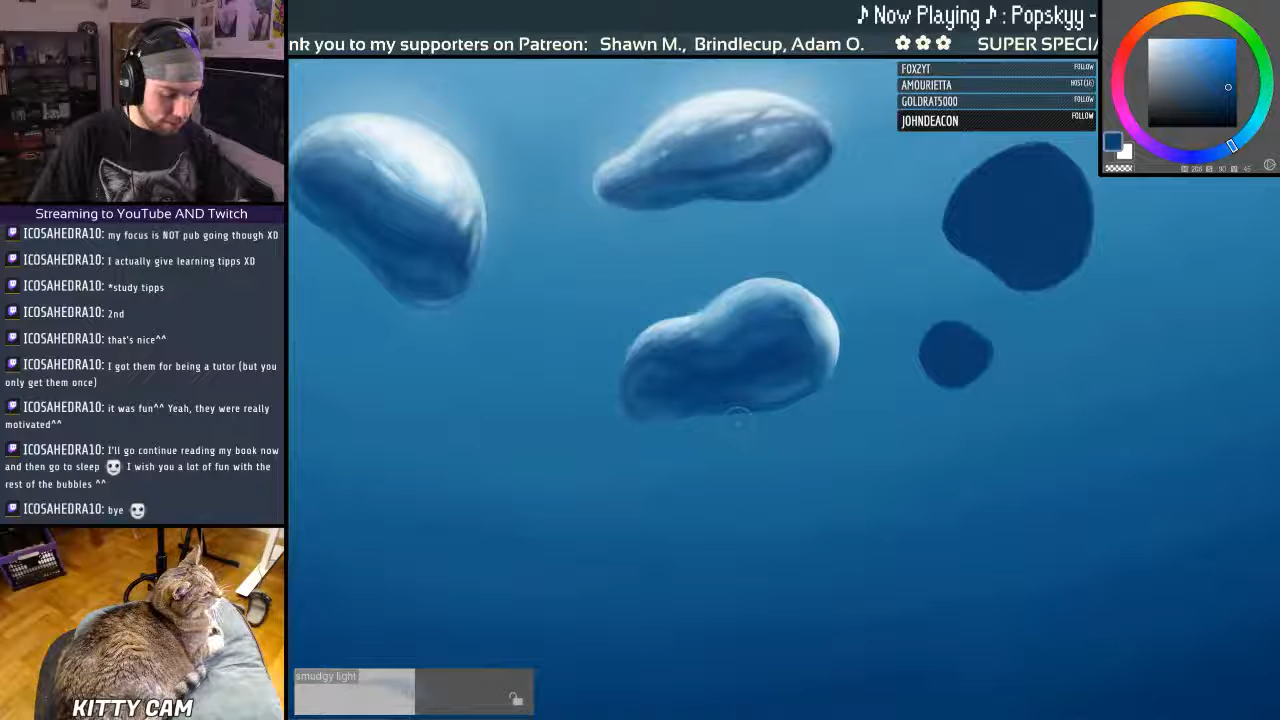 ♪ Now Playing ♪ : Popskyy -
nk you to my supporters on Patreon: Shawn M., Brindlecup, Adam O. ✿ ✿ ✿ SUPER SPECIA
FOXZYT FOLLOW
AMOURIETTA HOST(16)
GOLDRAT5000 FOLLOW
JOHNDEACON FOLLOW
Streaming to YouTube AND Twitch
ICOSAHEDRA10: my focus is NOT pub going though XD
ICOSAHEDRA10: I actually give learning tipps XD
ICOSAHEDRA10: *study tipps
ICOSAHEDRA10: 2nd
ICOSAHEDRA10: that's nice^^
ICOSAHEDRA10: I got them for being a tutor (but you
only get them once)
ICOSAHEDRA10: it was fun^^ Yeah, they were really
motivated^^
ICOSAHEDRA10: I'll go continue reading my book now
and then go to sleep I wish you a lot of fun with the
rest of the bubbles ^^
ICOSAHEDRA10: bye
smudgy light
KITTY CAM